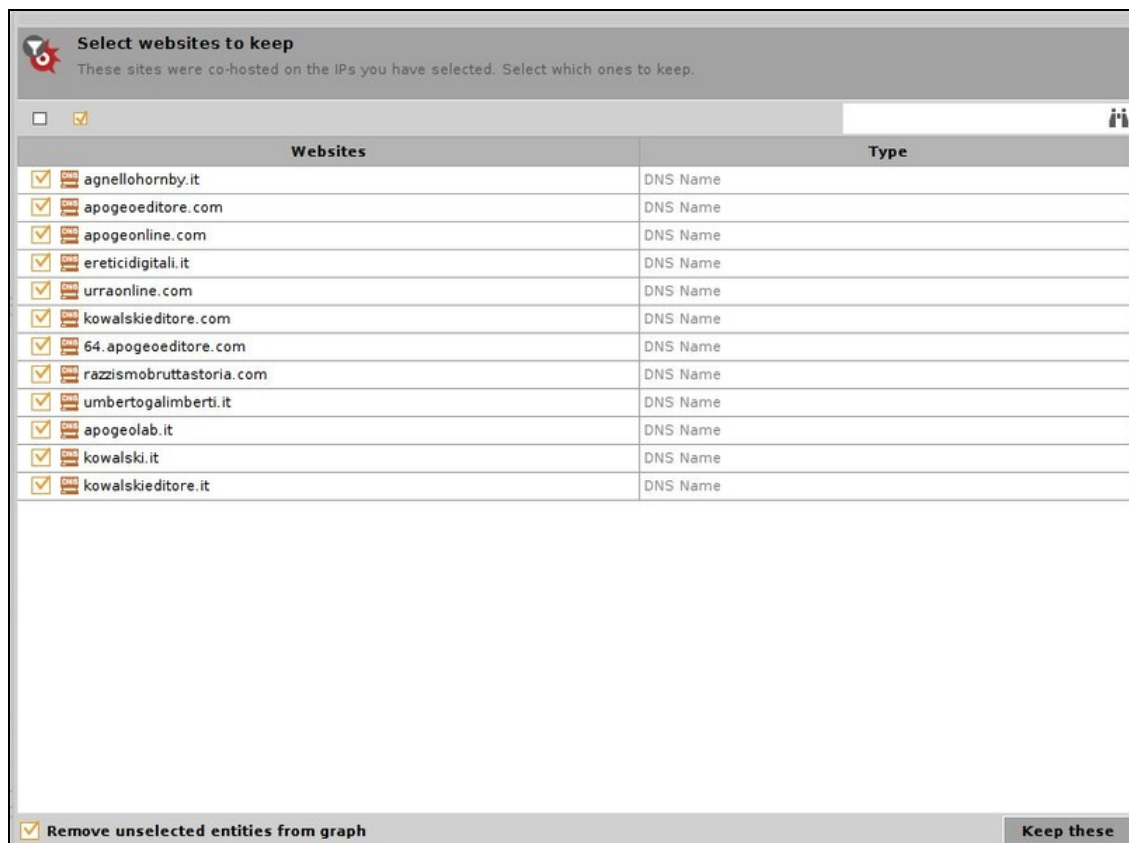 Select websites to keep
These sites were co-hosted on the IPs you have selected. Select which ones to keep.
Websites Type
agnellohornby.it DNS Name
apogeoeditore.com DNS Name
apogeonline.com DNS Name
ereticidigitali.it DNS Name
urraonline.com DNS Name
kowalskieditore.com DNS Name
64.apogeoeditore.com DNS Name
razzismobruttastoria.com DNS Name
umbertogalimberti.it DNS Name
apogeolab.it DNS Name
kowalski.it DNS Name
kowalskieditore.it DNS Name
Remove unselected entities from graph Keep these